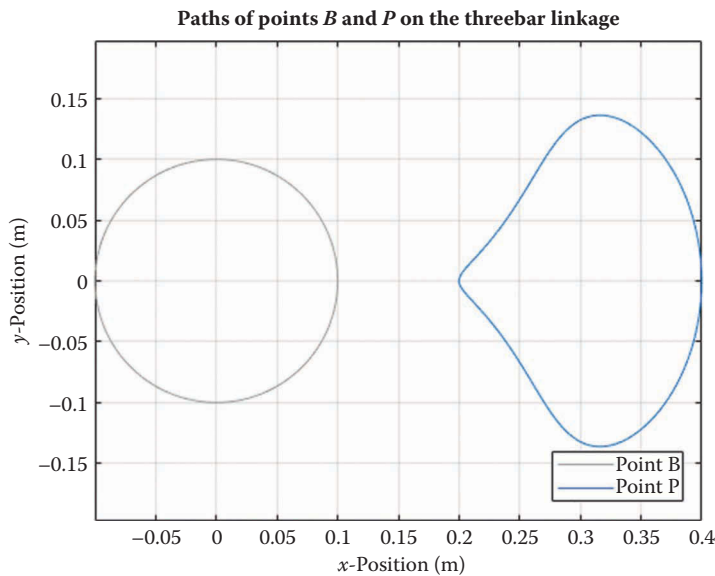 Paths of points B and P on the threebar linkage
0.15
0.1
0.05
0
−0.05
−0.1
−0.15
y-Position (m)
Point B
Point P
−0.05 0 0.05 0.1 0.15 0.2 0.25 0.3 0.35 0.4
x-Position (m)